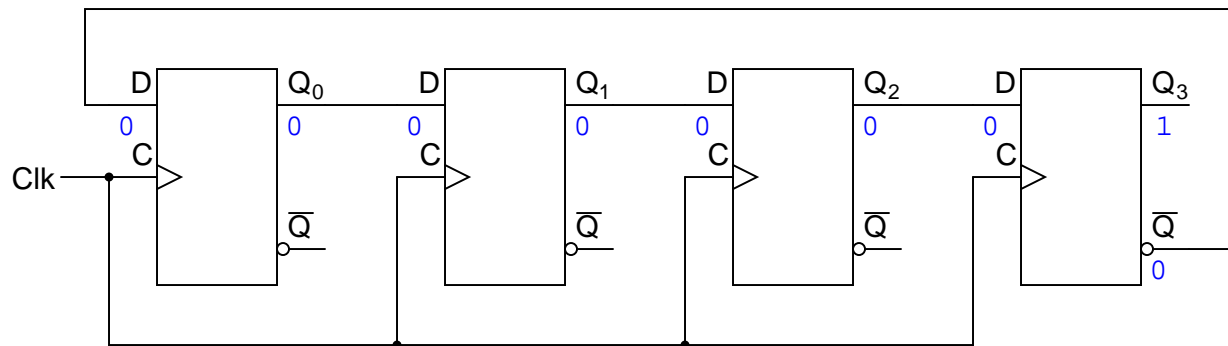 D Q₀ D Q₁ D Q₂ D Q₃
0 0 0 0 0 0 0 1
C C C C
Clk
Q̅ Q̅ Q̅ Q̅
0